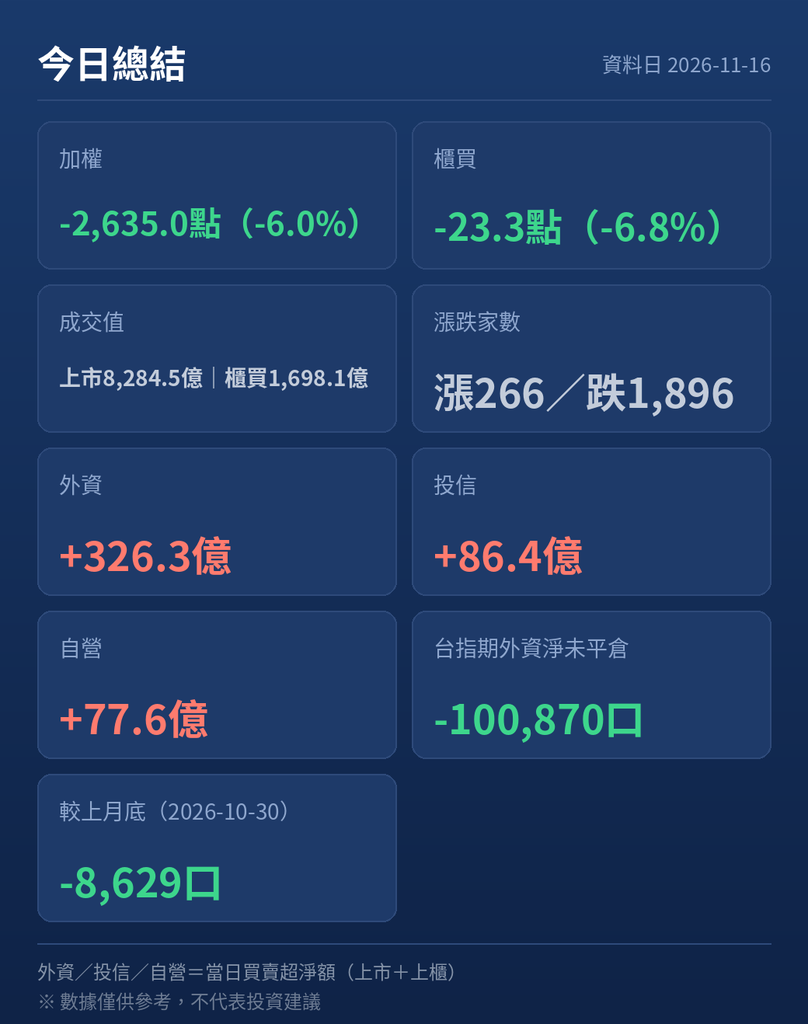 今日總結
資料日 2026-11-16
加權
-2,635.0點（-6.0%）
櫃買
-23.3點（-6.8%）
成交值
上市8,284.5億｜櫃買1,698.1億
漲跌家數
漲266／跌1,896
外資
+326.3億
投信
+86.4億
自營
+77.6億
台指期外資淨未平倉
-100,870口
較上月底（2026-10-30）
-8,629口
外資／投信／自營＝當日買賣超淨額（上市＋上櫃）
※ 數據僅供參考，不代表投資建議